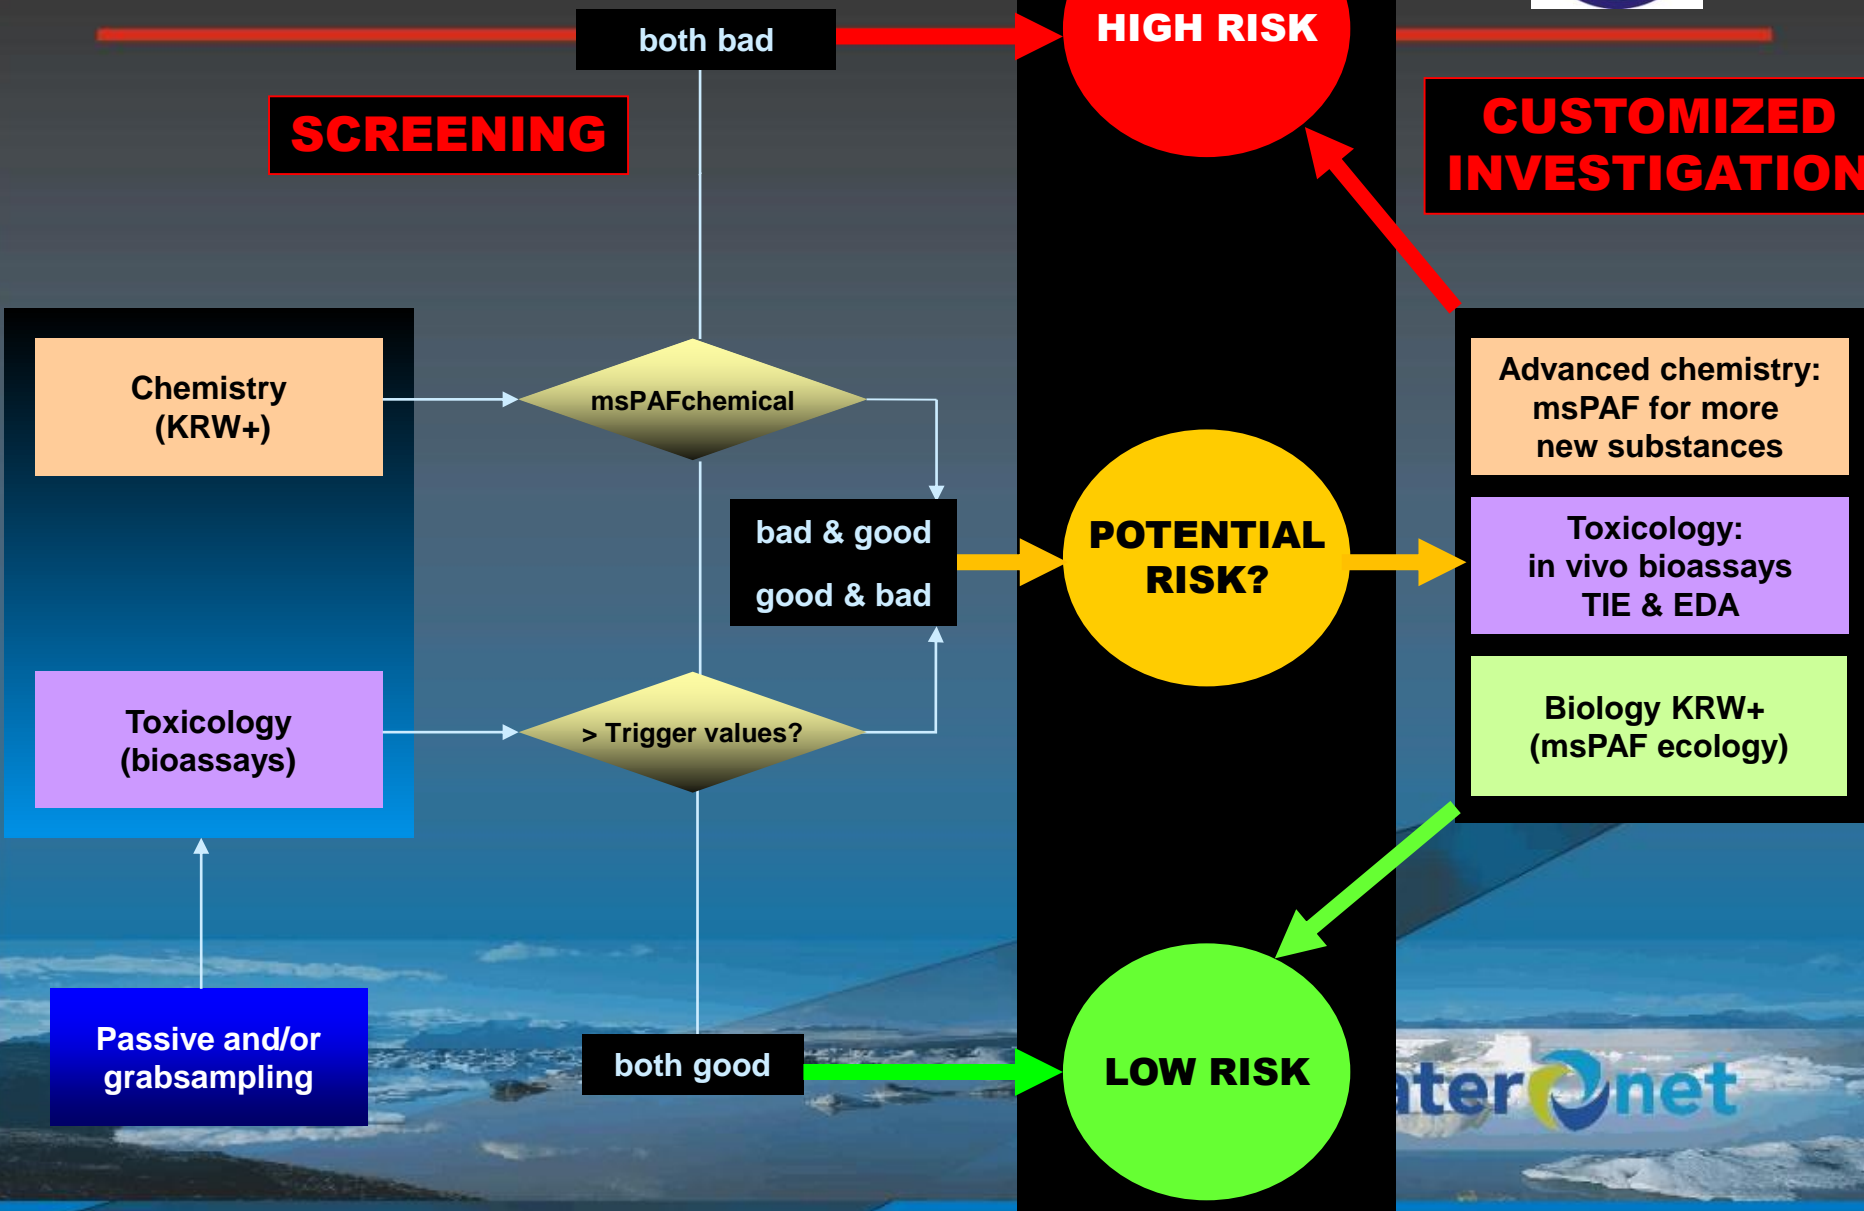 both bad
HIGH RISK
SCREENING
CUSTOMIZED
INVESTIGATION
Chemistry
(KRW+)
msPAFchemical
bad & good
good & bad
POTENTIAL
RISK?
Advanced chemistry:
msPAF for more
new substances
Toxicology:
in vivo bioassays
TIE & EDA
Toxicology
(bioassays)
> Trigger values?
Biology KRW+
(msPAF ecology)
Passive and/or
grabsampling
both good
LOW RISK
ter net